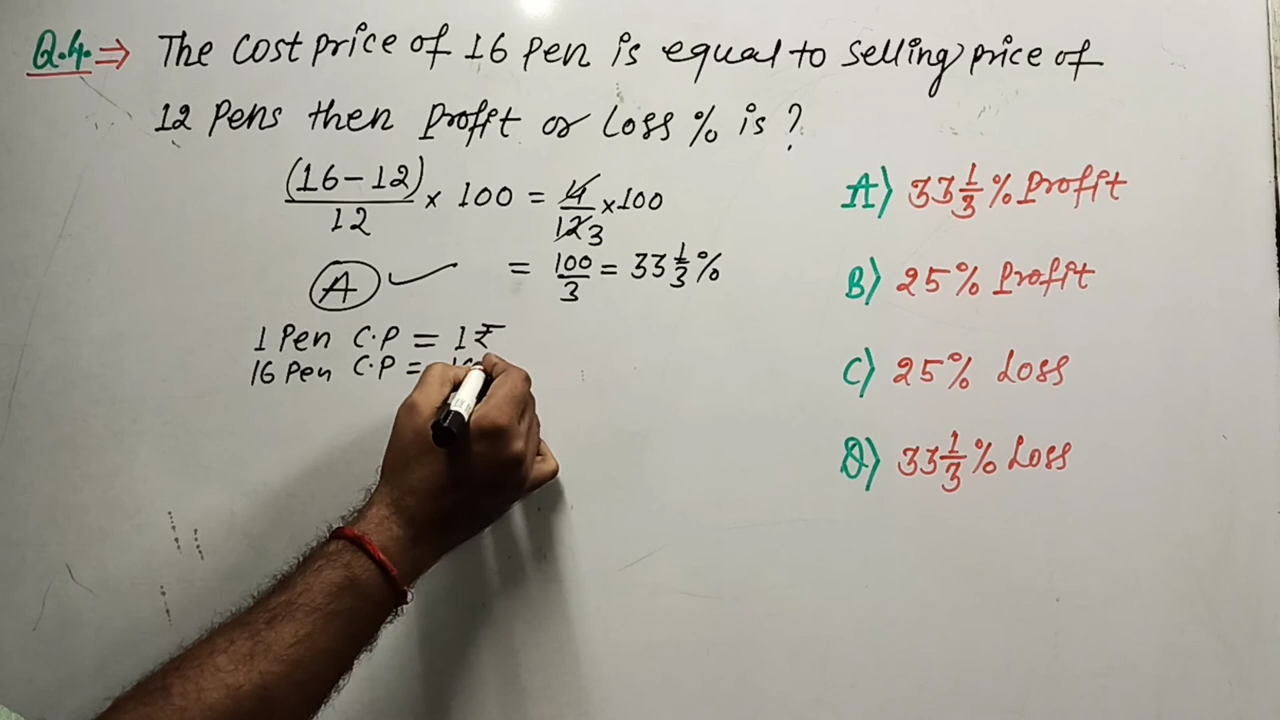 Q.4. ⇒ The cost price of 16 Pen is equal to selling price of
12 Pens then Profit or Loss % is ?
(16-12)/12 × 100 = 4/12 3 × 100
= 100/3 = 33 1/3 %
A ✓
1 Pen C.P = 1₹
16 Pen C.P =
A) 33 1/3 % Profit
B) 25% Profit
C) 25% Loss
D) 33 1/3 % Loss